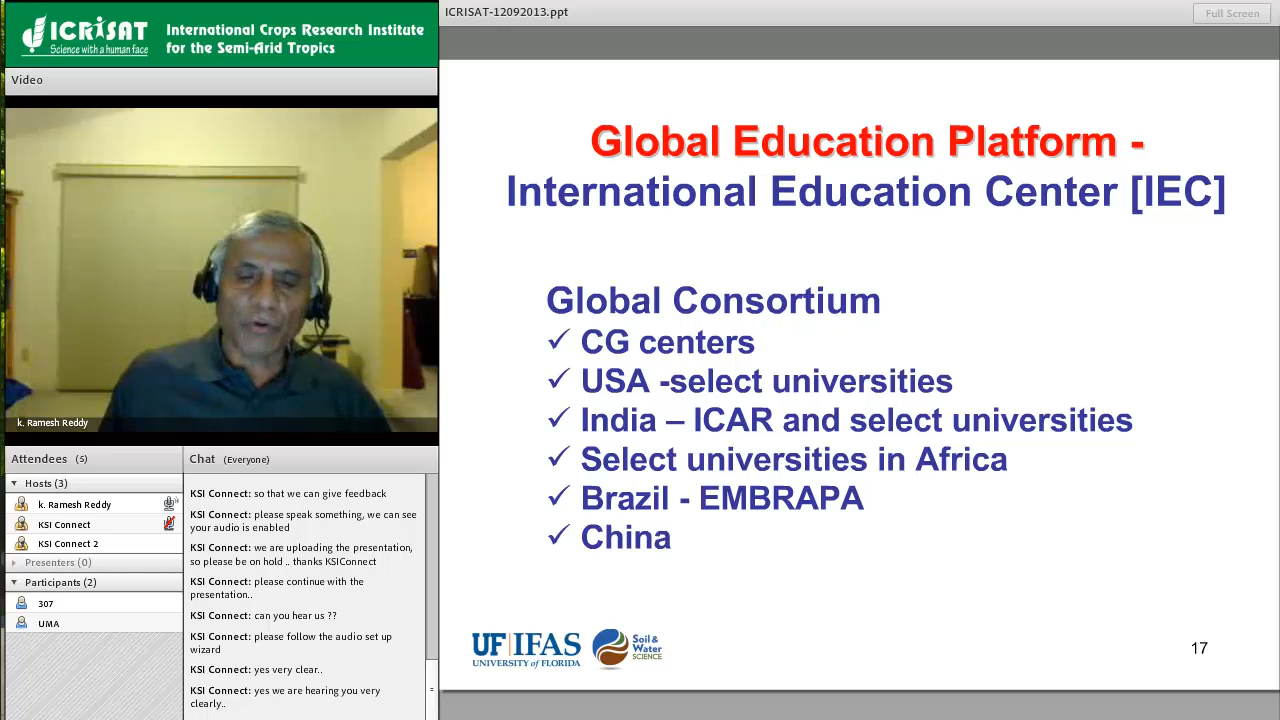 ICRISAT
Science with a human face
International Crops Research Institute
for the Semi-Arid Tropics
Video
k. Ramesh Reddy
Attendees (5)
Hosts (3)
k. Ramesh Reddy
KSI Connect
KSI Connect 2
Presenters (0)
Participants (2)
307
UMA
Chat (Everyone)
KSI Connect: so that we can give feedback
KSI Connect: please speak something, we can see
your audio is enabled
KSI Connect: we are uploading the presentation,
so please be on hold .. thanks KSIConnect
KSI Connect: please continue with the
presentation..
KSI Connect: can you hear us ??
KSI Connect: please follow the audio set up
wizard
KSI Connect: yes very clear..
KSI Connect: yes we are hearing you very
clearly..
ICRISAT-12092013.ppt
Full Screen
Global Education Platform -
International Education Center [IEC]
Global Consortium
✓ CG centers
✓ USA -select universities
✓ India – ICAR and select universities
✓ Select universities in Africa
✓ Brazil - EMBRAPA
✓ China
UF IFAS
UNIVERSITY of FLORIDA
Soil &
Water
SCIENCE
17